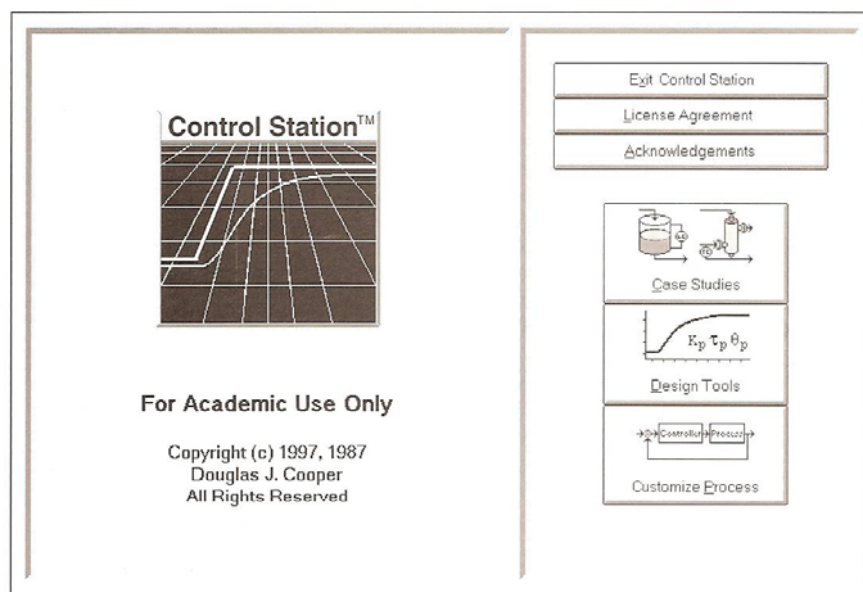 Control Station™
For Academic Use Only
Copyright (c) 1997, 1987
Douglas J. Cooper
All Rights Reserved
Exit Control Station
License Agreement
Acknowledgements
Case Studies
Kp τp θp
Design Tools
Controller Process
Customize Process